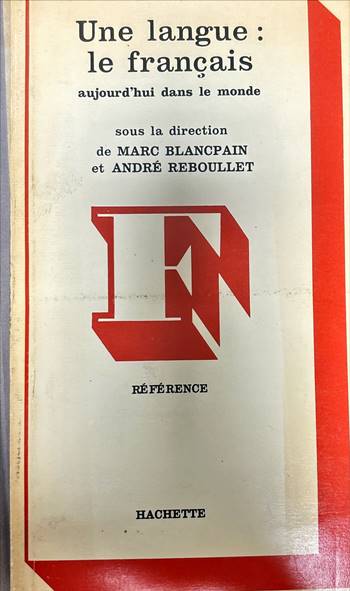 Une langue :
le français
aujourd'hui dans le monde
sous la direction
de MARC BLANCPAIN
et ANDRÉ REBOULLET
F
RÉFÉRENCE
HACHETTE